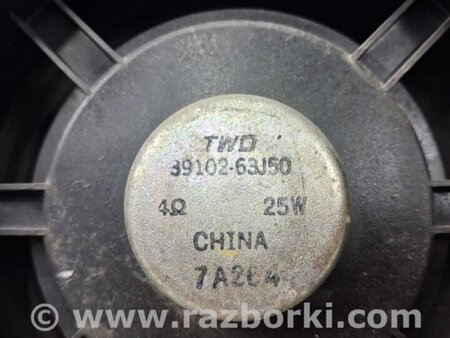 TWD
39102-63J50
4Ω 25W
CHINA
7A264
© www.razborki.com